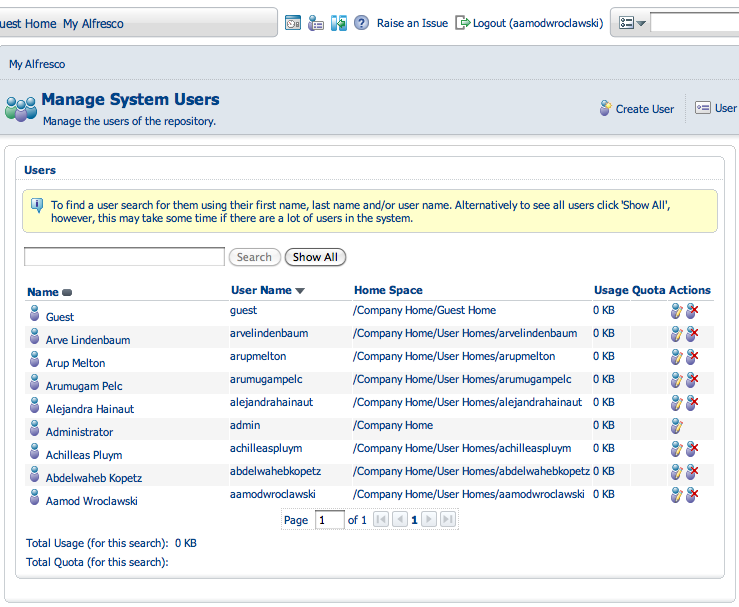 uest Home My Alfresco Raise an Issue Logout (aamodwroclawski)
My Alfresco
Manage System Users
Manage the users of the repository.
Create User User
Users
To find a user search for them using their first name, last name and/or user name. Alternatively to see all users click 'Show All',
however, this may take some time if there are a lot of users in the system.
Search Show All
Name User Name Home Space Usage Quota Actions
Guest guest /Company Home/Guest Home 0 KB
Arve Lindenbaum arvelindenbaum /Company Home/User Homes/arvelindenbaum 0 KB
Arup Melton arupmelton /Company Home/User Homes/arupmelton 0 KB
Arumugam Pelc arumugampelc /Company Home/User Homes/arumugampelc 0 KB
Alejandra Hainaut alejandrahainaut /Company Home/User Homes/alejandrahainaut 0 KB
Administrator admin /Company Home 0 KB
Achilleas Pluym achilleaspluym /Company Home/User Homes/achilleaspluym 0 KB
Abdelwaheb Kopetz abdelwahebkopetz /Company Home/User Homes/abdelwahebkopetz 0 KB
Aamod Wroclawski aamodwroclawski /Company Home/User Homes/aamodwroclawski 0 KB
Page 1 of 1 1
Total Usage (for this search): 0 KB
Total Quota (for this search):